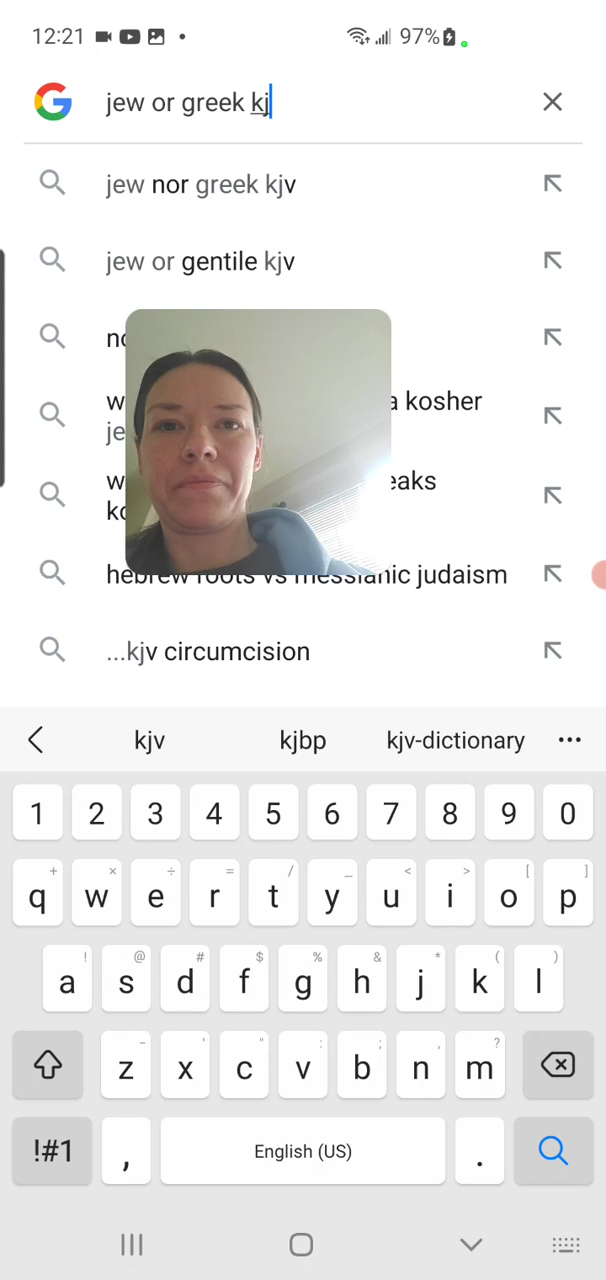 12:21 97%
jew or greek kj
jew nor greek kjv
jew or gentile kjv
a kosher
hebrew roots vs messianic judaism
...kjv circumcision
kjv kjbp kjv-dictionary
1 2 3 4 5 6 7 8 9 0
+ × ÷ = / _ < > [ ]
q w e r t y u i o p
! @ # $ % & * ( )
a s d f g h j k l
- ' " : ; , ?
z x c v b n m
!#1 , English (US) .